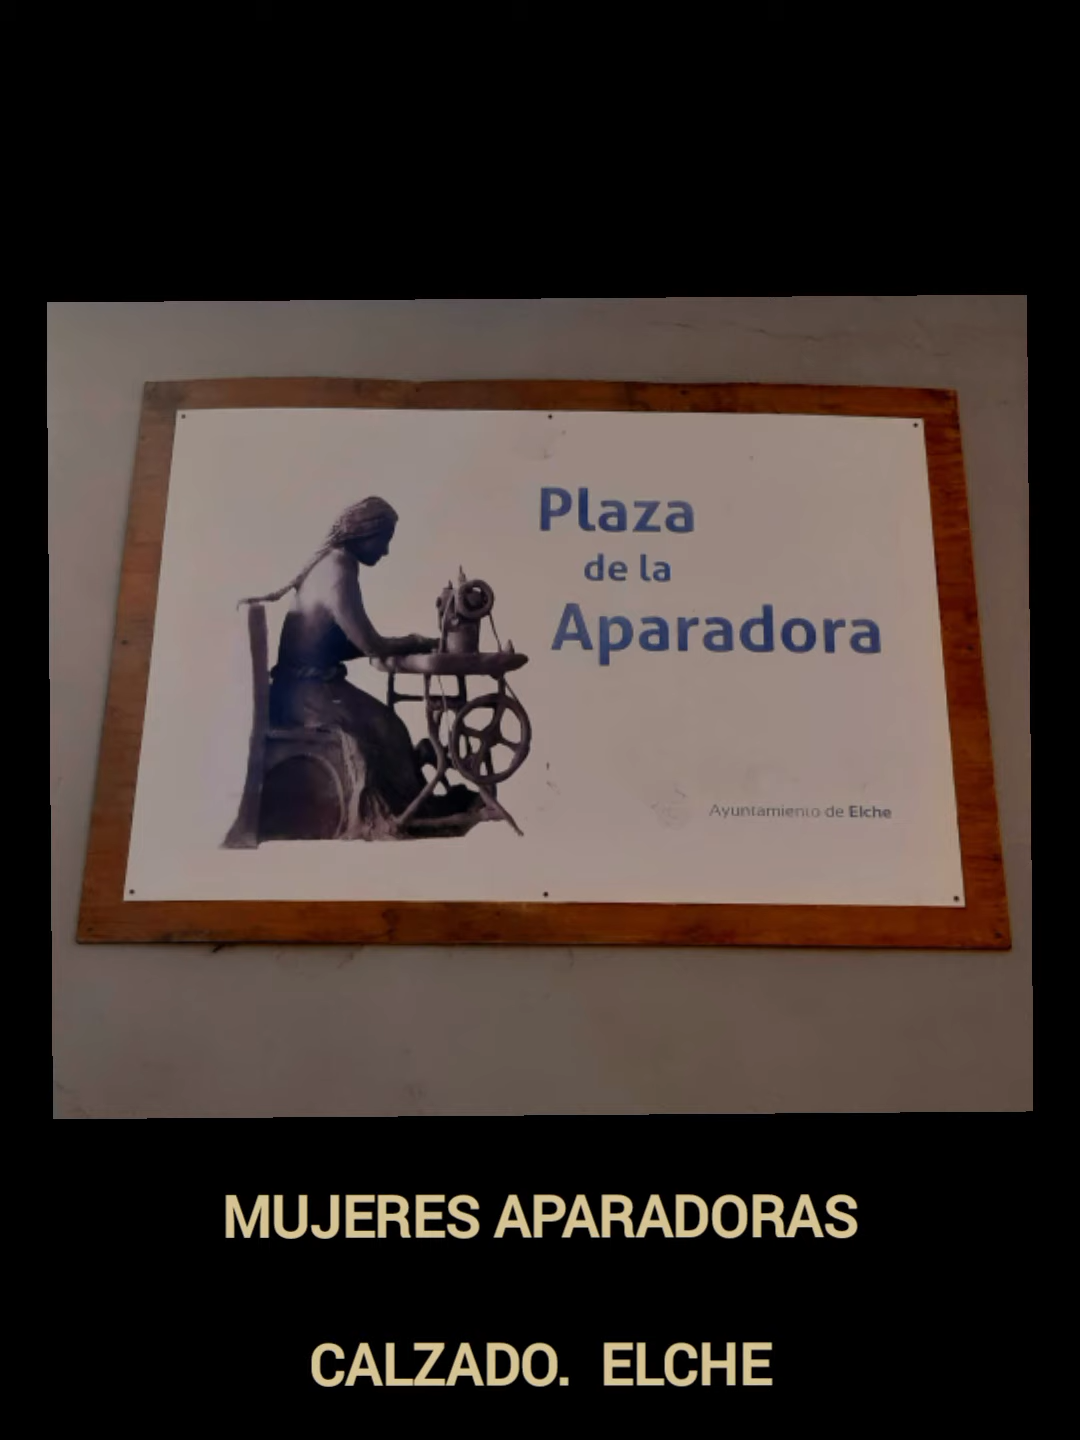 Plaza
de la
Aparadora
Ayuntamiento de Elche
MUJERES APARADORAS
CALZADO. ELCHE